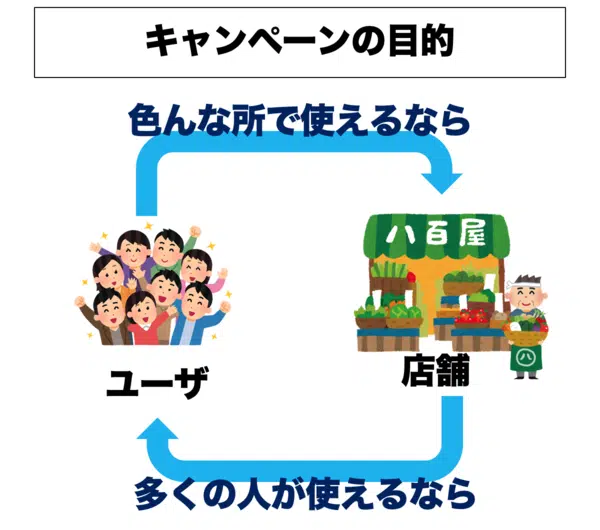 キャンペーンの目的
色んな所で使えるなら
八百屋
八
ユーザ
店舗
多くの人が使えるなら